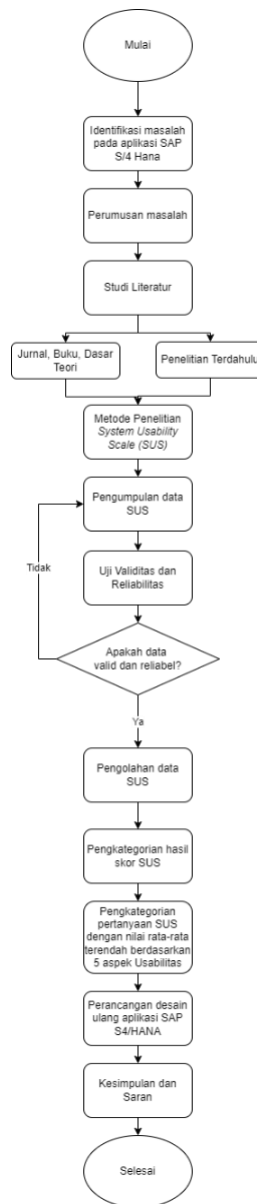 Mulai
Identifikasi masalah
pada aplikasi SAP
S/4 Hana
Perumusan masalah
Studi Literatur
Jurnal, Buku, Dasar
Teori
Penelitian Terdahulu
Metode Penelitian
System Usability
Scale (SUS)
Pengumpulan data
SUS
Tidak
Uji Validitas dan
Reliabilitas
Apakah data
valid dan reliabel?
Ya
Pengolahan data
SUS
Pengkategorian hasil
skor SUS
Pengkategorian
pertanyaan SUS
dengan nilai rata-rata
terendah berdasarkan
5 aspek Usabilitas
Perancangan desain
ulang aplikasi SAP
S4/HANA
Kesimpulan dan
Saran
Selesai